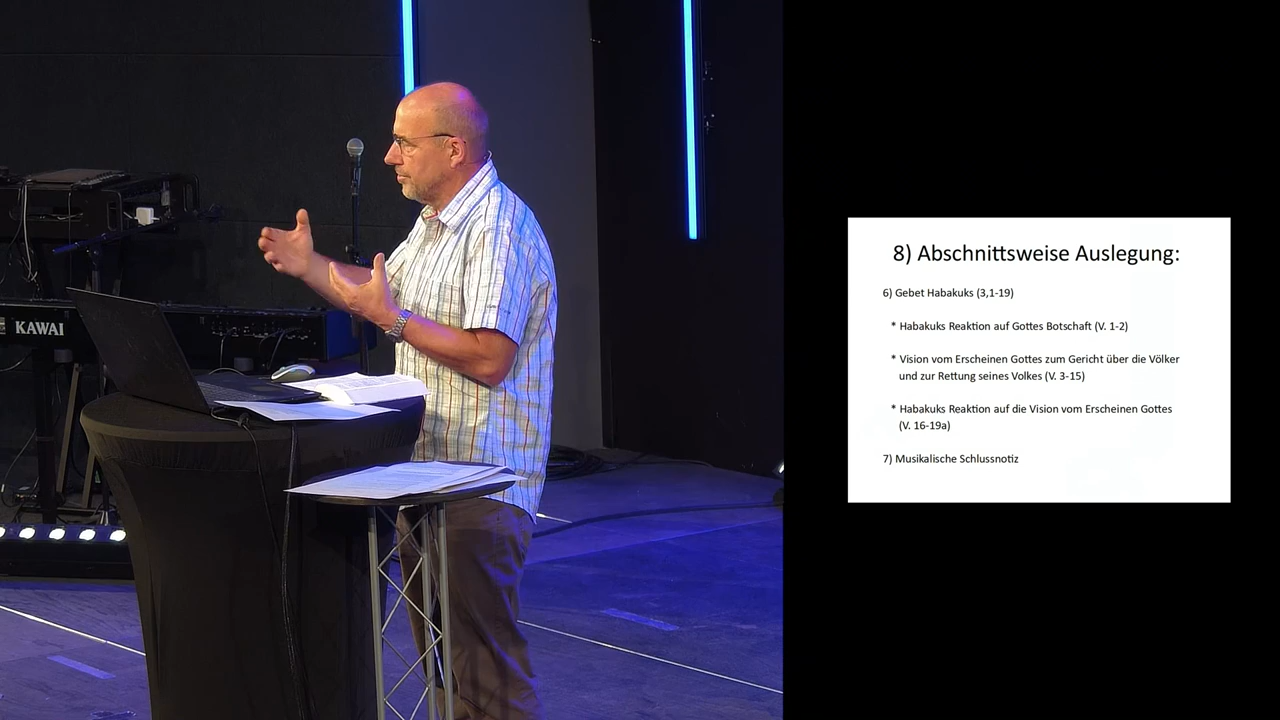 KAWAI
8) Abschnittsweise Auslegung:
6) Gebet Habakuks (3,1-19)
* Habakuks Reaktion auf Gottes Botschaft (V. 1-2)
* Vision vom Erscheinen Gottes zum Gericht über die Völker
und zur Rettung seines Volkes (V. 3-15)
* Habakuks Reaktion auf die Vision vom Erscheinen Gottes
(V. 16-19a)
7) Musikalische Schlussnotiz